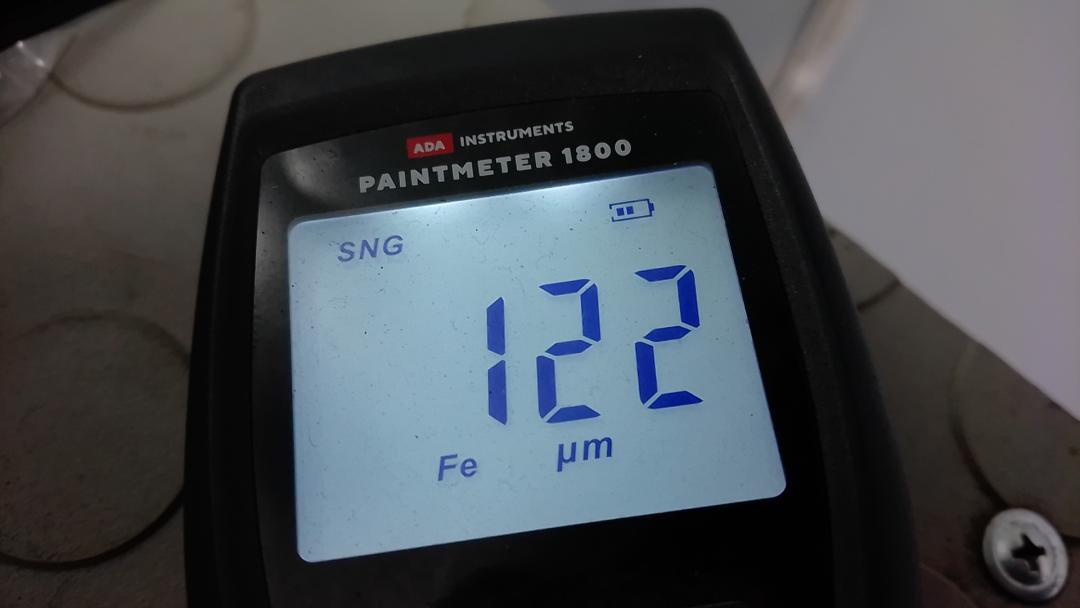 ADA INSTRUMENTS
PAINTMETER 1800
SNG
122
Fe µm